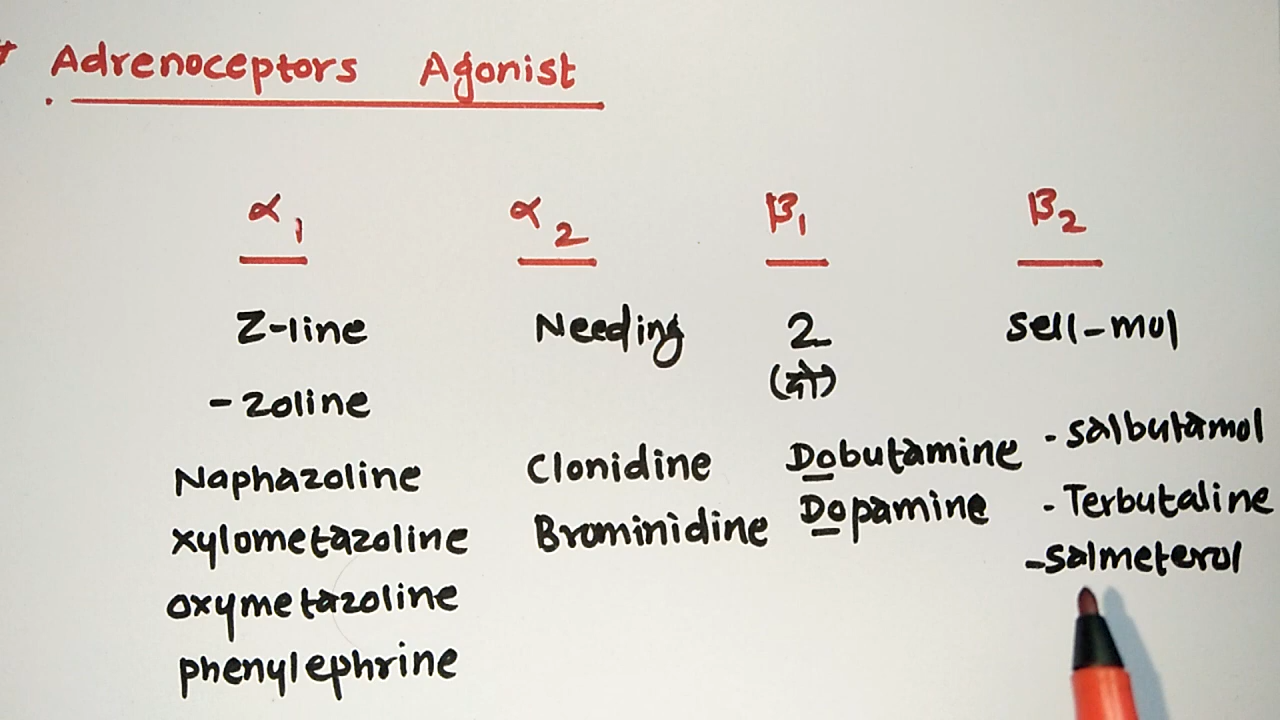 Adrenoceptors Agonist
α1 α2 β1 β2
Z-line Needing 2 sell-mol
(दो)
-zoline
Naphazoline Clonidine Dobutamine - salbutamol
xylometazoline Brominidine Dopamine - Terbutaline
oxymetazoline -salmeterol
phenylephrine